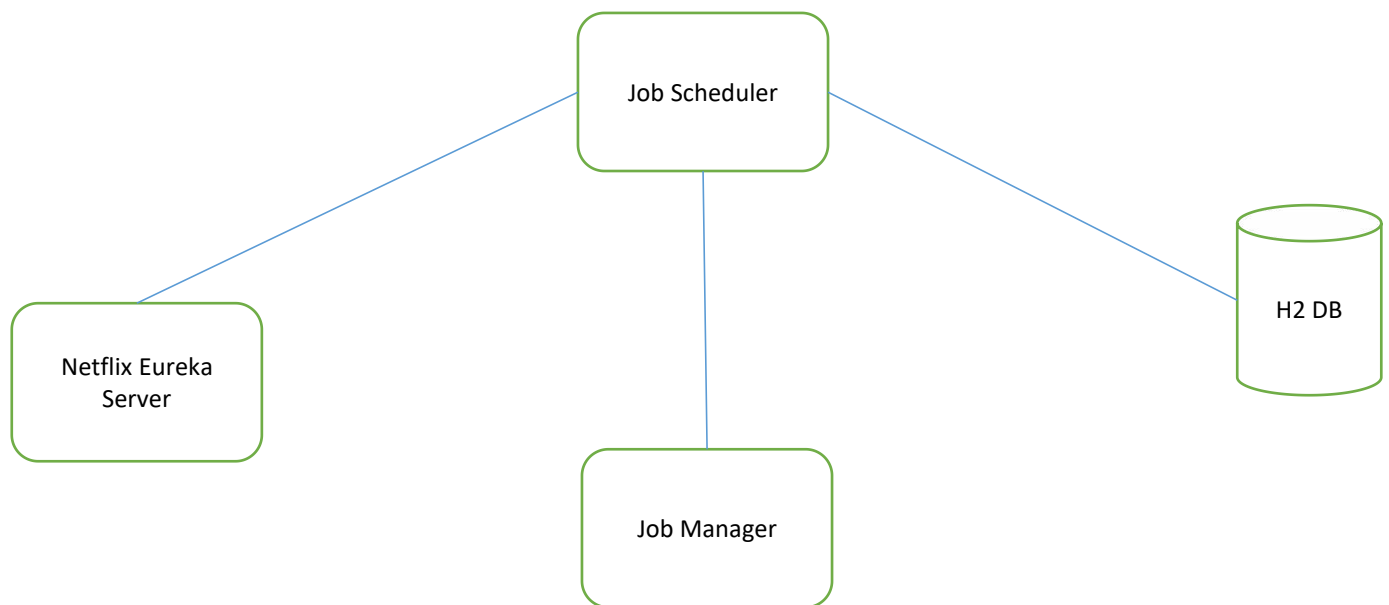 Job Scheduler
H2 DB
Netflix Eureka
Server
Job Manager